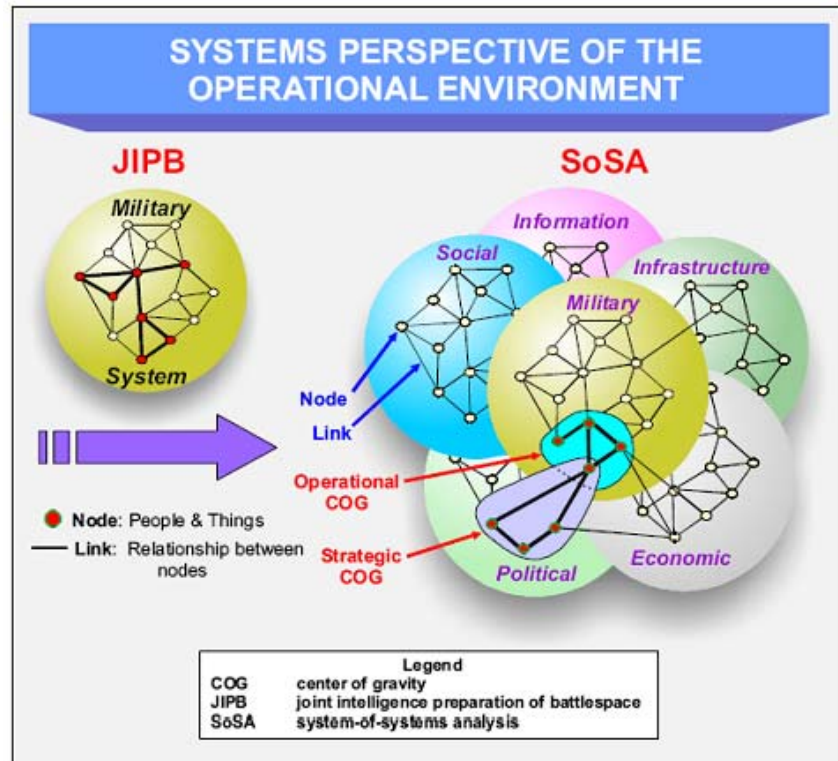 SYSTEMS PERSPECTIVE OF THE
OPERATIONAL ENVIRONMENT
JIPB
Military
System
Node: People & Things
Link: Relationship between
nodes
SoSA
Information
Social
Infrastructure
Military
Node
Link
Operational
COG
Strategic
COG
Political
Economic
Legend
COG center of gravity
JIPB joint intelligence preparation of battlespace
SoSA system-of-systems analysis